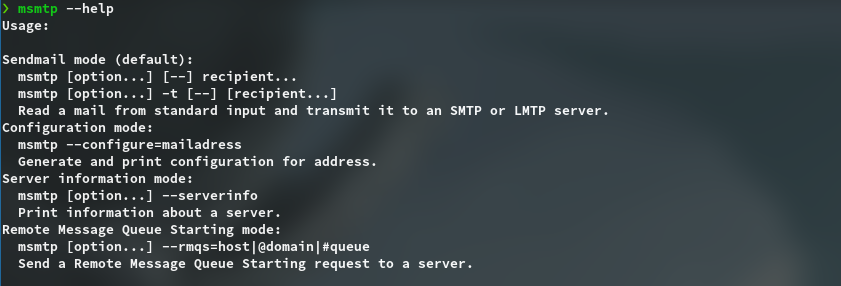 ❯ msmtp --help
Usage:

Sendmail mode (default):
  msmtp [option...] [--] recipient...
  msmtp [option...] -t [--] [recipient...]
  Read a mail from standard input and transmit it to an SMTP or LMTP server.
Configuration mode:
  msmtp --configure=mailadress
  Generate and print configuration for address.
Server information mode:
  msmtp [option...] --serverinfo
  Print information about a server.
Remote Message Queue Starting mode:
  msmtp [option...] --rmqs=host|@domain|#queue
  Send a Remote Message Queue Starting request to a server.